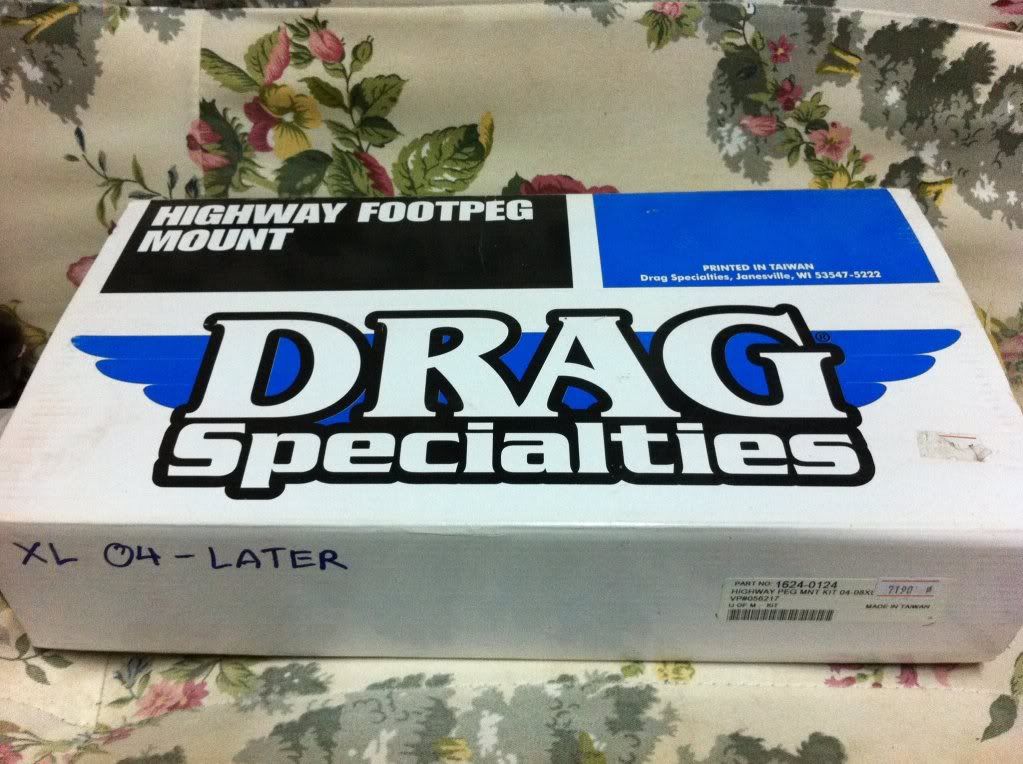 HIGHWAY FOOTPEG
MOUNT
PRINTED IN TAIWAN
Drag Specialties, Janesville, WI 53547-5222
DRAG®
Specialties
XL 04 - LATER
PART NO: 1624-0124
HIGHWAY PEG MNT KIT 04-08XL
VP#056217
U OF M: KIT
MADE IN TAIWAN
7190